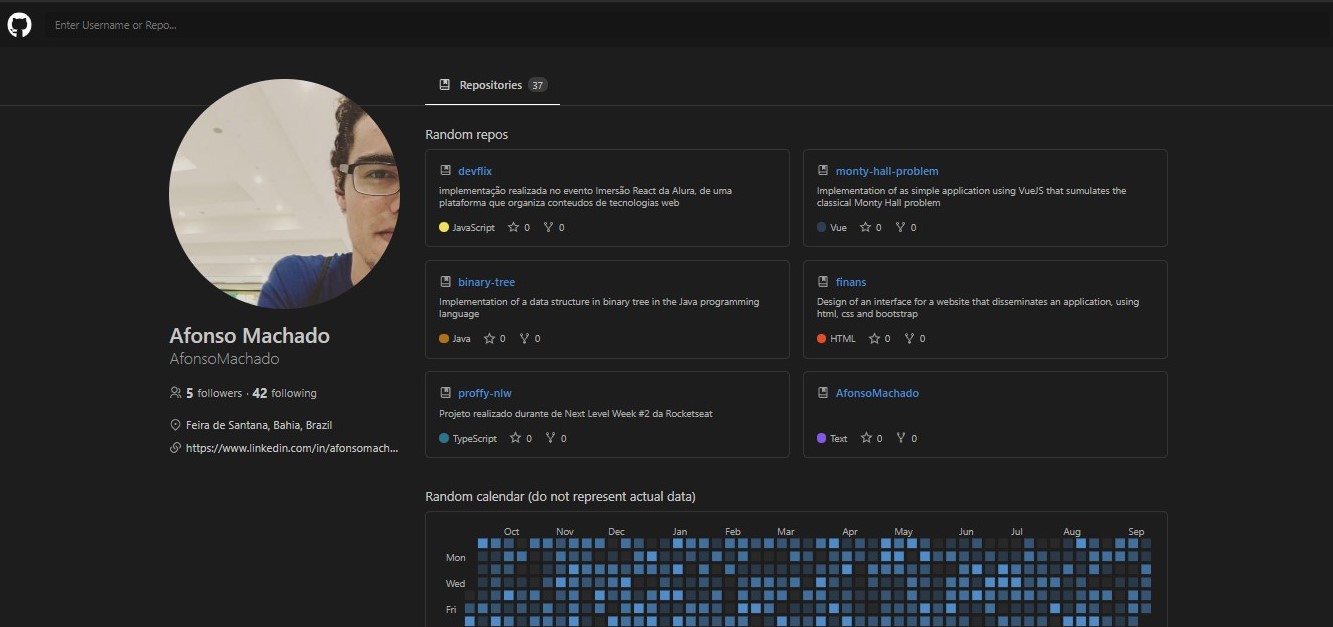 Enter Username or Repo...
Repositories 37
Afonso Machado
AfonsoMachado
5 followers · 42 following
Feira de Santana, Bahia, Brazil
https://www.linkedin.com/in/afonsomach...
Random repos
devflix
implementação realizada no evento Imersão React da Alura, de uma
plataforma que organiza conteudos de tecnologias web
JavaScript 0 0
monty-hall-problem
Implementation of as simple application using VueJS that sumulates the
classical Monty Hall problem
Vue 0 0
binary-tree
Implementation of a data structure in binary tree in the Java programming
language
Java 0 0
finans
Design of an interface for a website that disseminates an application, using
html, css and bootstrap
HTML 0 0
proffy-nlw
Projeto realizado durante de Next Level Week #2 da Rocketseat
TypeScript 0 0
AfonsoMachado
Text 0 0
Random calendar (do not represent actual data)
Oct Nov Dec Jan Feb Mar Apr May Jun Jul Aug Sep
Mon
Wed
Fri